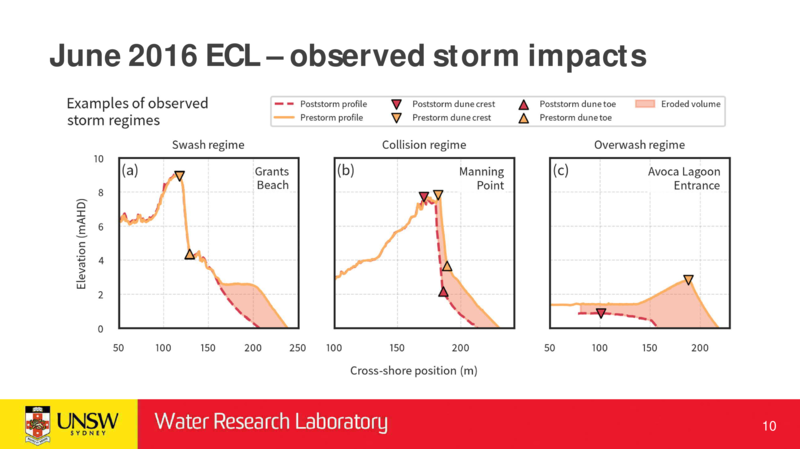 June 2016 ECL – observed storm impacts
Examples of observed
storm regimes
Poststorm profile
Prestorm profile
Poststorm dune crest
Prestorm dune crest
Poststorm dune toe
Prestorm dune toe
Eroded volume
Swash regime
Collision regime
Overwash regime
(a)
Grants
Beach
(b)
Manning
Point
(c)
Avoca Lagoon
Entrance
Elevation (mAHD)
10
8
6
4
2
0
50 100 150 200 250
100 150 200
50 100 150 200
Cross-shore position (m)
UNSW
SYDNEY
Water Research Laboratory
10